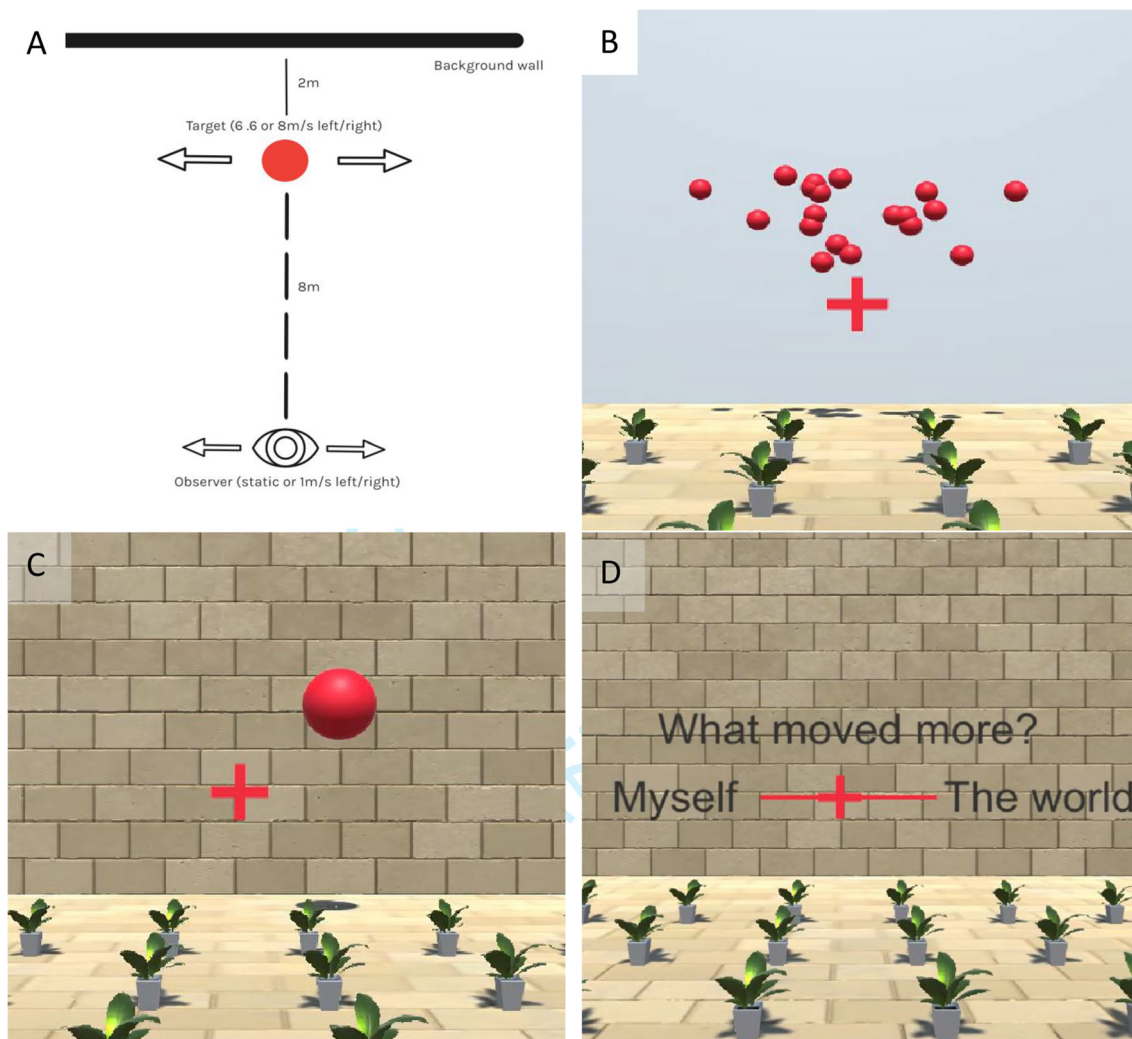 A
Background wall
2m
Target (6.6 or 8m/s left/right)
8m
Observer (static or 1m/s left/right)
B
C
D
What moved more?
Myself
The world